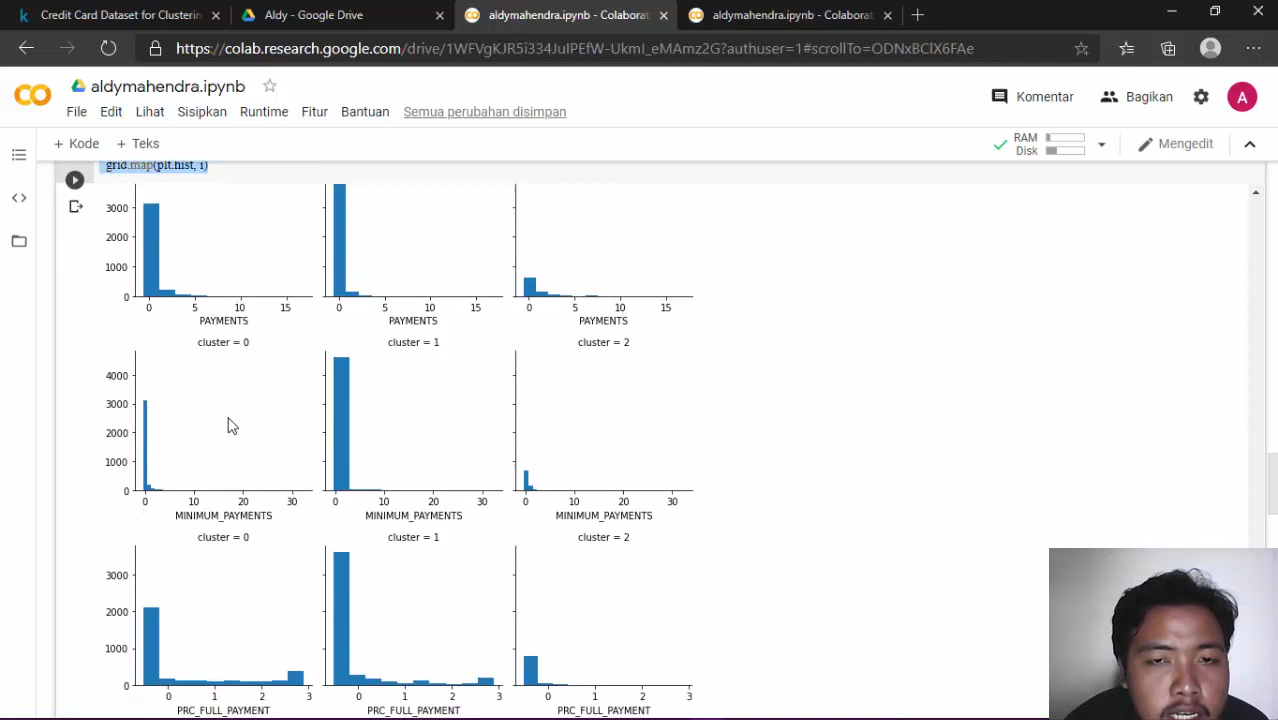 Credit Card Dataset for Clusterin
Aldy - Google Drive
aldymahendra.ipynb - Colaborat
aldymahendra.ipynb - Colaborat
https://colab.research.google.com/drive/1WFVgKJR5i334JuIPEfW-UkmI_eMAmz2G?authuser=1#scrollTo=ODNxBClX6FAe
aldymahendra.ipynb
File Edit Lihat Sisipkan Runtime Fitur Bantuan Semua perubahan disimpan
Komentar Bagikan A
+ Kode + Teks
RAM
Disk
Mengedit
grid.map(plt.hist, i)
3000
2000
1000
0
0 5 10 15 0 5 10 15 0 5 10 15
PAYMENTS PAYMENTS PAYMENTS
cluster = 0 cluster = 1 cluster = 2
4000
3000
2000
1000
0
0 10 20 30 0 10 20 30 0 10 20 30
MINIMUM_PAYMENTS MINIMUM_PAYMENTS MINIMUM_PAYMENTS
cluster = 0 cluster = 1 cluster = 2
3000
2000
1000
0
0 1 2 3 0 1 2 3 0 1 2 3
PRC_FULL_PAYMENT PRC_FULL_PAYMENT PRC_FULL_PAYMENT